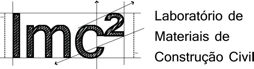 lmc²
Laboratório de
Materiais de
Construção Civil